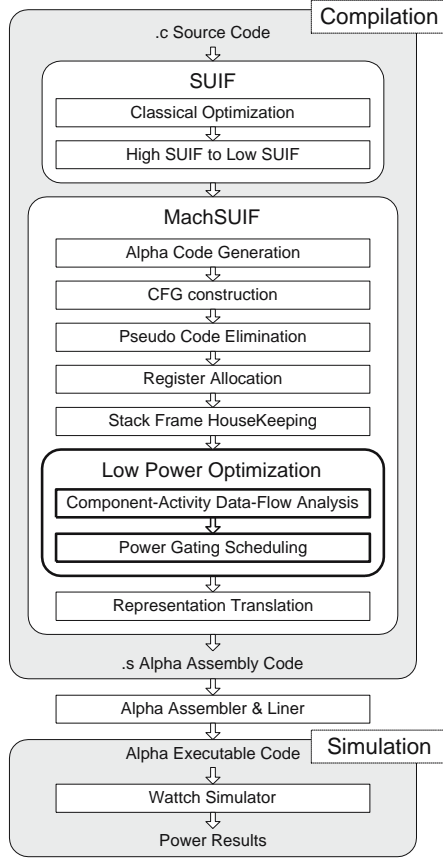 Compilation
.c Source Code
SUIF
Classical Optimization
High SUIF to Low SUIF
MachSUIF
Alpha Code Generation
CFG construction
Pseudo Code Elimination
Register Allocation
Stack Frame HouseKeeping
Low Power Optimization
Component-Activity Data-Flow Analysis
Power Gating Scheduling
Representation Translation
.s Alpha Assembly Code
Alpha Assembler & Liner
Simulation
Alpha Executable Code
Wattch Simulator
Power Results